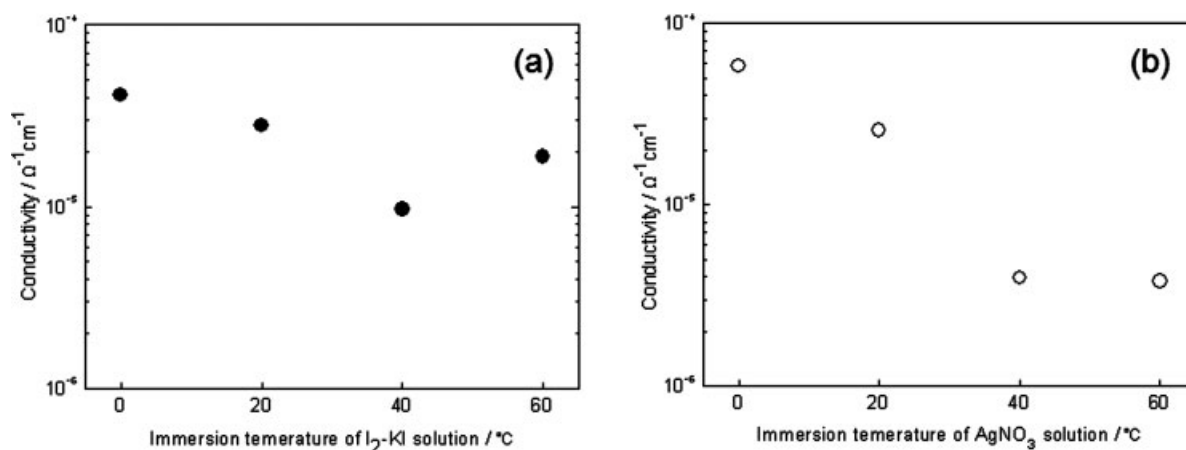 10⁻⁴
(a)
Conductivity / Ω⁻¹cm⁻¹
10⁻⁵
10⁻⁶
0 20 40 60
Immersion temerature of I₂-KI solution / °C
10⁻⁴
(b)
Conductivity / Ω⁻¹cm⁻¹
10⁻⁵
10⁻⁶
0 20 40 60
Immersion temerature of AgNO₃ solution / °C